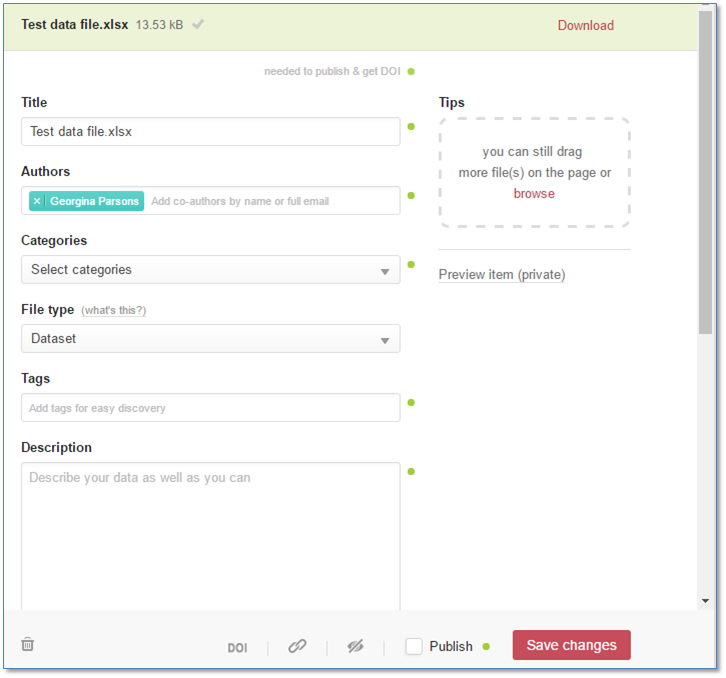 Test data file.xlsx 13.53 kB Download
needed to publish & get DOI
Title
Test data file.xlsx
Authors
× Georgina Parsons Add co-authors by name or full email
Categories
Select categories
File type (what's this?)
Dataset
Tags
Add tags for easy discovery
Description
Describe your data as well as you can
Tips
you can still drag
more file(s) on the page or
browse
Preview item (private)
DOI Publish Save changes